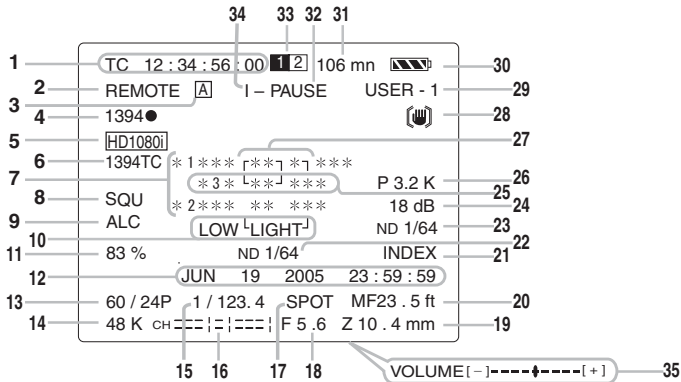 34 33 32 31
1 TC 12 : 34 : 56 : 00 1 2 106 mn 30
2 REMOTE A I – PAUSE USER - 1 29
3
4 1394● 28
5 HD1080i 27
6 1394TC ＊1＊＊＊ ＊＊ ＊ ＊＊＊
7 ＊3＊ ＊＊ ＊＊＊ P 3.2 K 26
25
8 SQU ＊2＊＊＊ ＊＊ ＊＊＊ 18 dB 24
9 ALC LOW LIGHT ND 1/64 23
10 22
11 83 % ND 1/64 INDEX 21
12 JUN 19 2005 23 : 59 : 59
13 60 / 24P 1 / 123. 4 SPOT MF23 . 5 ft 20
14 48 K CH F 5 .6 Z 10 . 4 mm 19
15 16 17 18
VOLUME [ – ] - - - - - - - - [ + ] 35